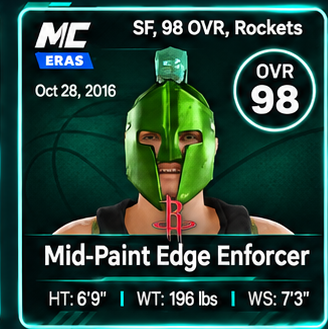 MC
ERAS
SF, 98 OVR, Rockets
Oct 28, 2016
OVR
98
R
Mid-Paint Edge Enforcer
HT: 6'9" | WT: 196 lbs | WS: 7'3"